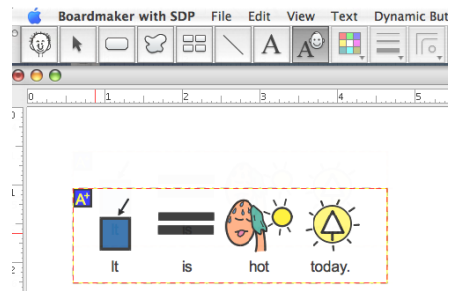 Boardmaker with SDP File Edit View Text Dynamic But
A A
0 1 2 3 4 5
0
1
2
A+
It is hot today.